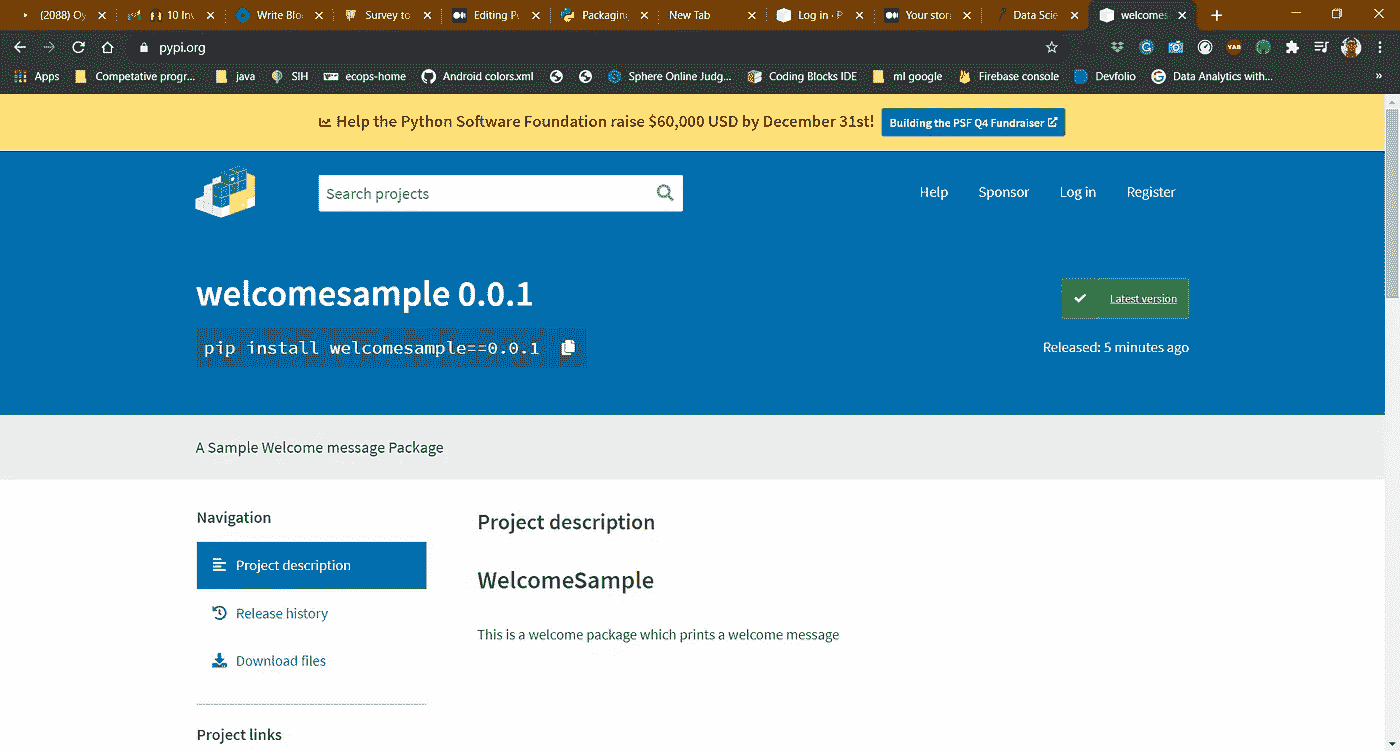 (2088) Oy
10 Inv
Write Blo
Survey to
Editing Pu
Packaging
New Tab
Log in · P
Your stor
Data Scie
welcomes
pypi.org
Apps
Competative progr...
java
SIH
ecops-home
Android colors.xml
Sphere Online Judg...
Coding Blocks IDE
ml google
Firebase console
Devfolio
Data Analytics with...
»
Help the Python Software Foundation raise $60,000 USD by December 31st!
Building the PSF Q4 Fundraiser
Search projects
Help
Sponsor
Log in
Register
welcomesample 0.0.1
Latest version
pip install welcomesample==0.0.1
Released: 5 minutes ago
A Sample Welcome message Package
Navigation
Project description
Release history
Download files
Project links
Project description
WelcomeSample
This is a welcome package which prints a welcome message